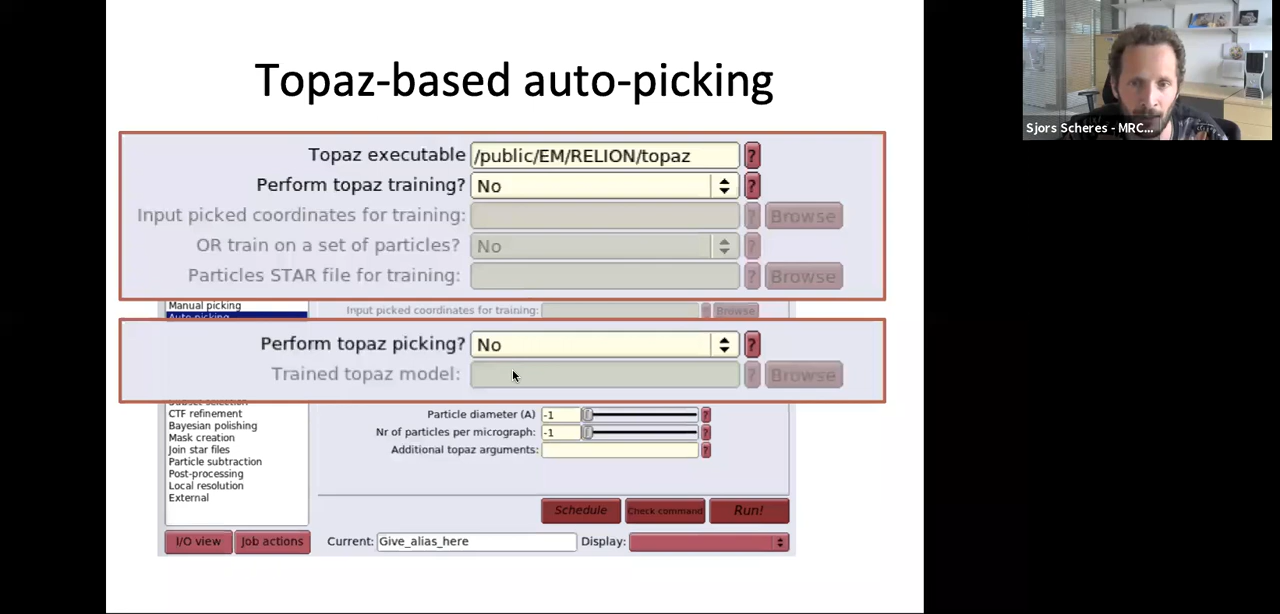 Topaz-based auto-picking
Sjors Scheres - MRC...
Topaz executable /public/EM/RELION/topaz ?
Perform topaz training? No ?
Input picked coordinates for training: ? Browse
OR train on a set of particles? No ?
Particles STAR file for training: ? Browse
Manual picking
Auto-picking
Input picked coordinates for training: ? Browse
Perform topaz picking? No ?
Trained topaz model: ? Browse
Subset selection
CTF refinement
Bayesian polishing
Mask creation
Join star files
Particle subtraction
Post-processing
Local resolution
External
Particle diameter (A) -1 ?
Nr of particles per micrograph: -1 ?
Additional topaz arguments: ?
Schedule Check command Run!
I/O view Job actions Current: Give_alias_here Display: